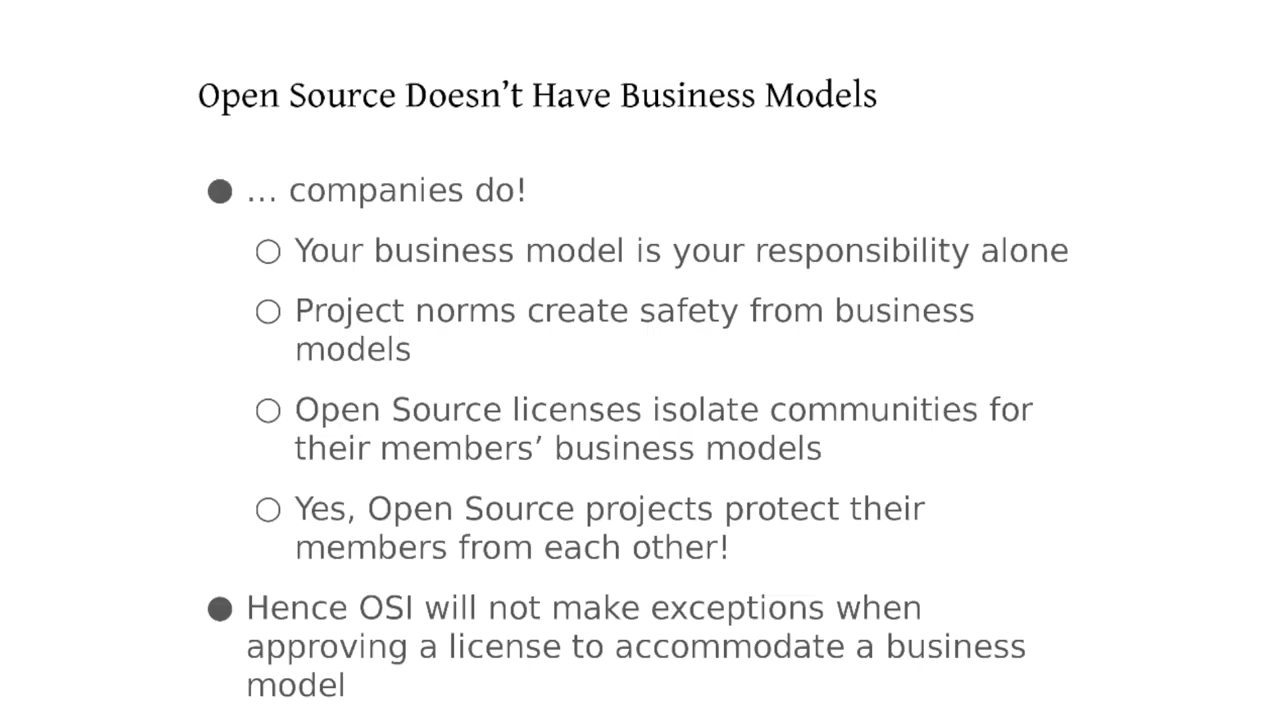 Open Source Doesn’t Have Business Models
● … companies do!
○ Your business model is your responsibility alone
○ Project norms create safety from business
models
○ Open Source licenses isolate communities for
their members’ business models
○ Yes, Open Source projects protect their
members from each other!
● Hence OSI will not make exceptions when
approving a license to accommodate a business
model